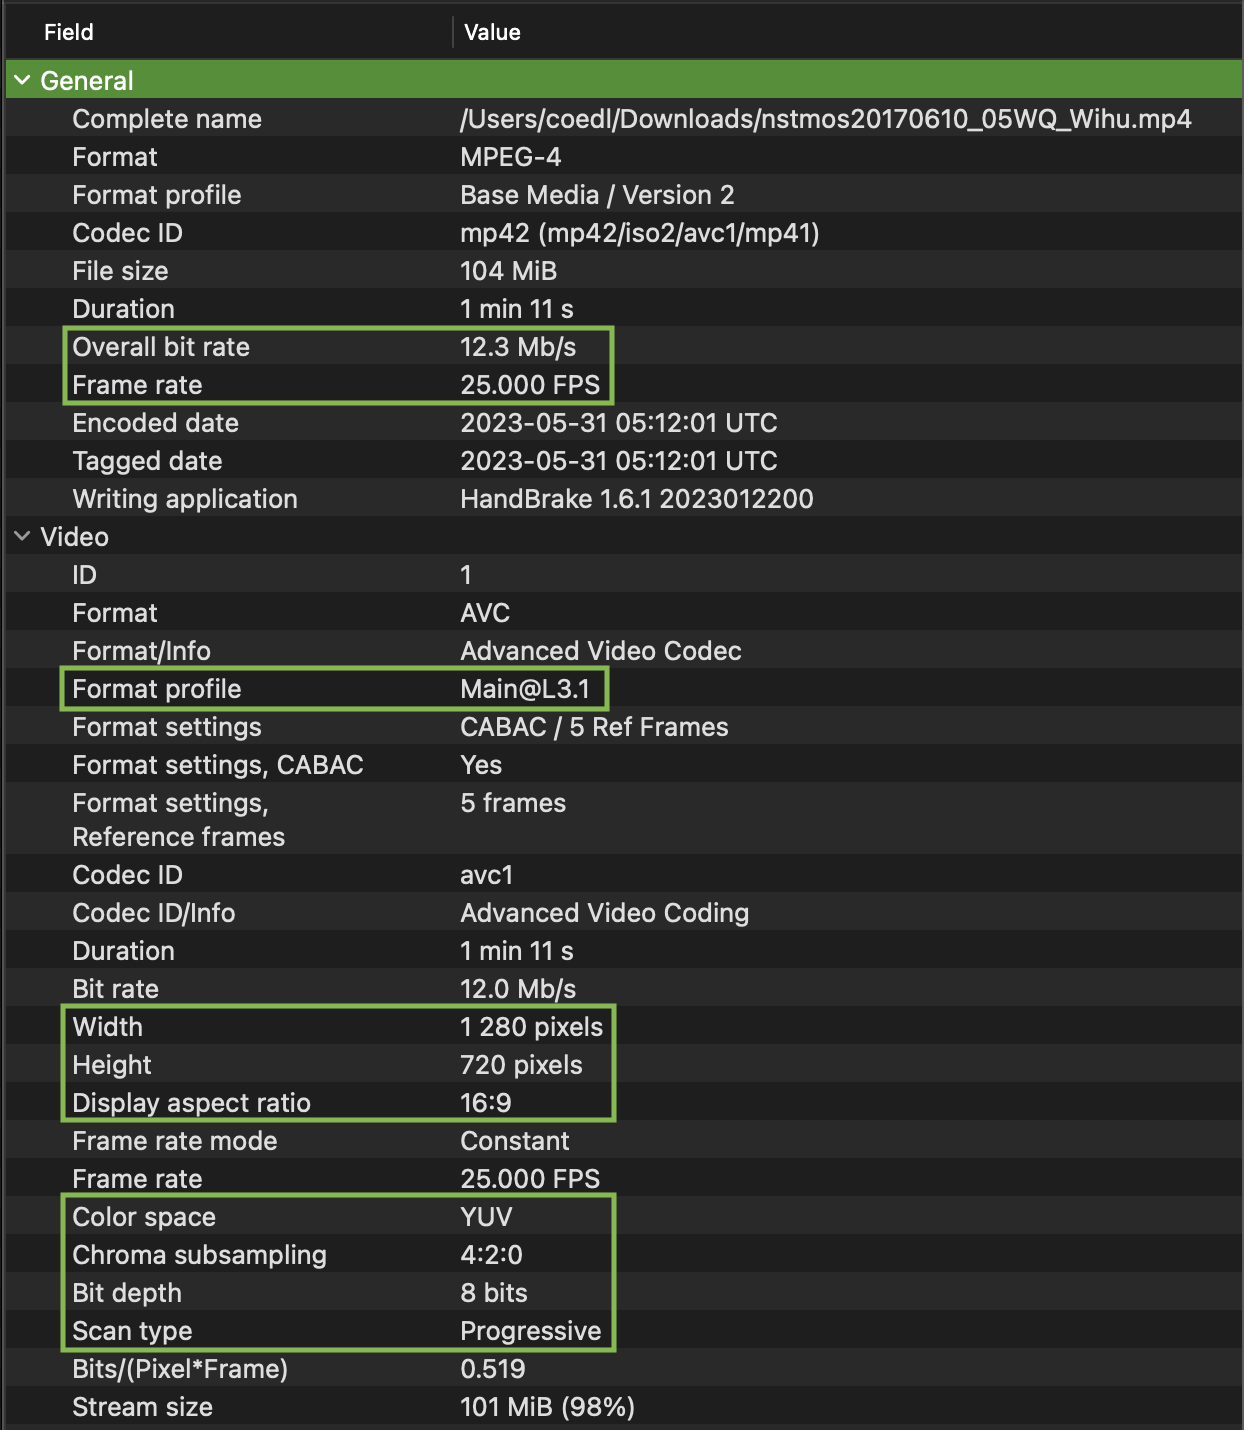 Field Value
General
Complete name /Users/coedl/Downloads/nstmos20170610_05WQ_Wihu.mp4
Format MPEG-4
Format profile Base Media / Version 2
Codec ID mp42 (mp42/iso2/avc1/mp41)
File size 104 MiB
Duration 1 min 11 s
Overall bit rate 12.3 Mb/s
Frame rate 25.000 FPS
Encoded date 2023-05-31 05:12:01 UTC
Tagged date 2023-05-31 05:12:01 UTC
Writing application HandBrake 1.6.1 2023012200
Video
ID 1
Format AVC
Format/Info Advanced Video Codec
Format profile Main@L3.1
Format settings CABAC / 5 Ref Frames
Format settings, CABAC Yes
Format settings, 5 frames
Reference frames
Codec ID avc1
Codec ID/Info Advanced Video Coding
Duration 1 min 11 s
Bit rate 12.0 Mb/s
Width 1 280 pixels
Height 720 pixels
Display aspect ratio 16:9
Frame rate mode Constant
Frame rate 25.000 FPS
Color space YUV
Chroma subsampling 4:2:0
Bit depth 8 bits
Scan type Progressive
Bits/(Pixel*Frame) 0.519
Stream size 101 MiB (98%)